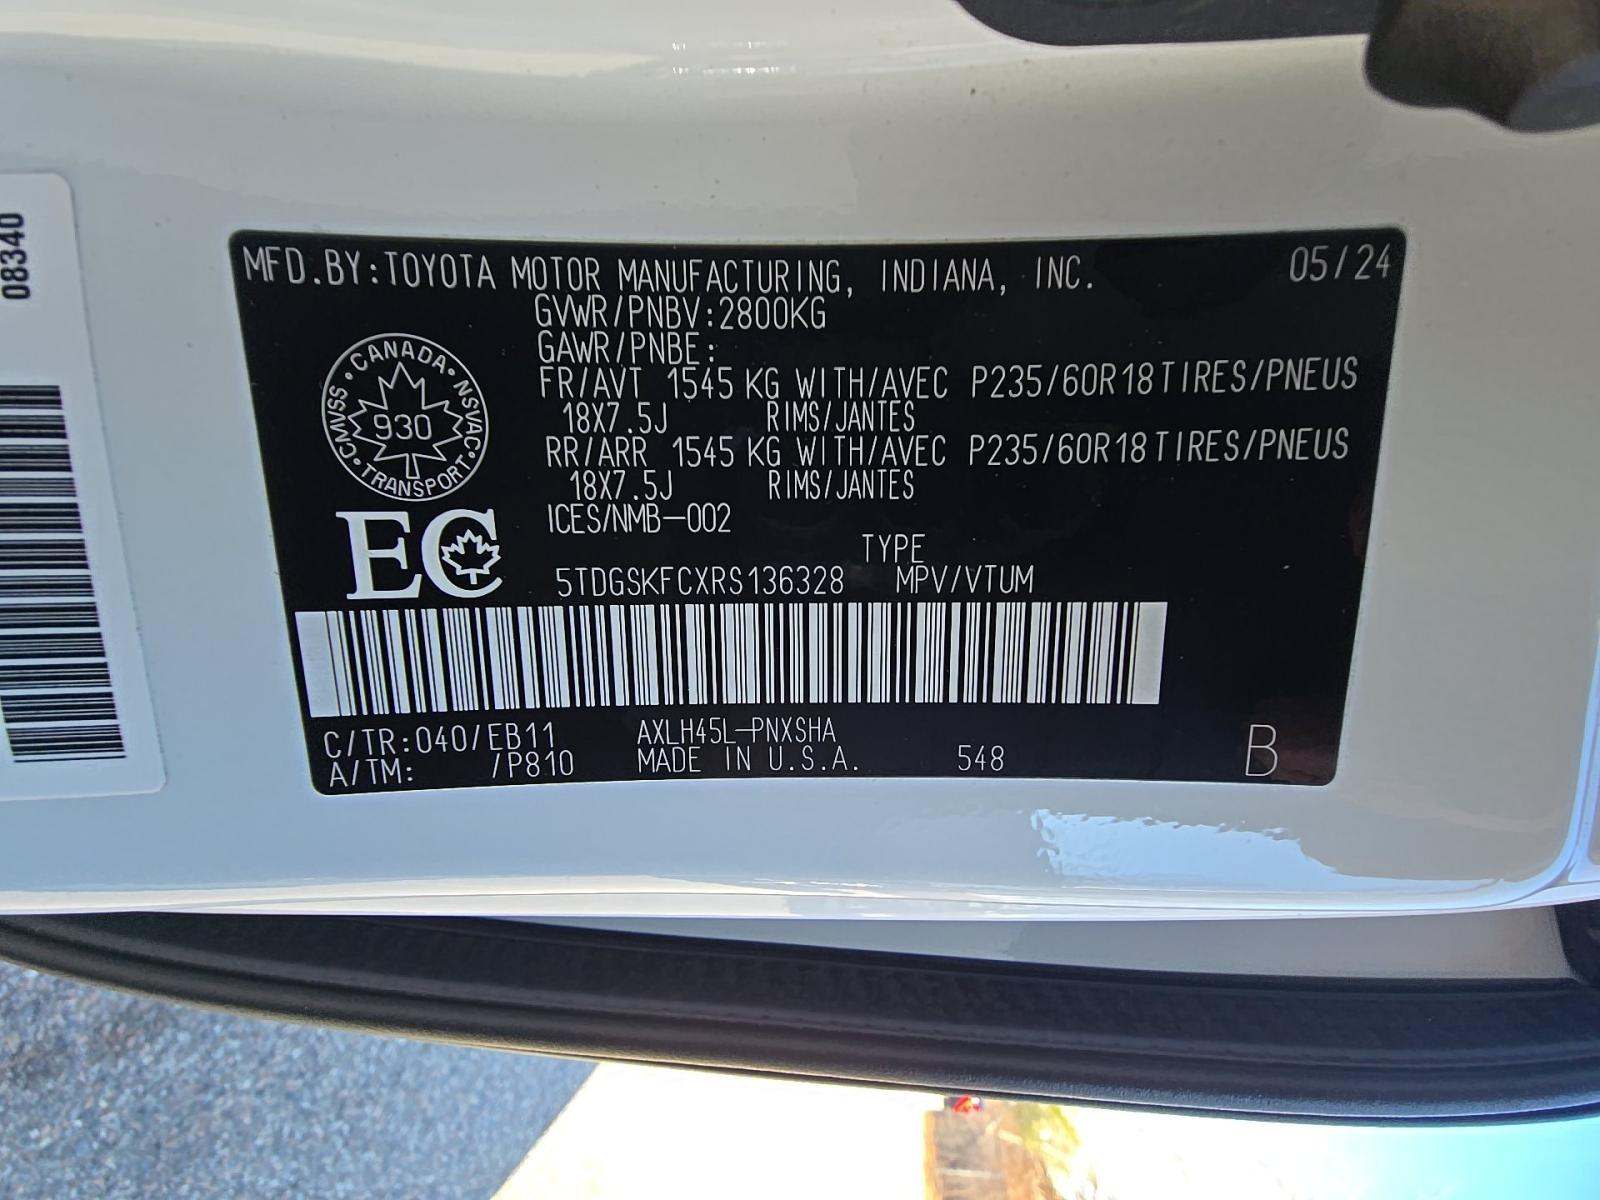 08340
MFD.BY:TOYOTA MOTOR MANUFACTURING, INDIANA, INC. 05/24
GVWR/PNBV:2800KG
GAWR/PNBE:
FR/AVT 1545 KG WITH/AVEC P235/60R18 TIRES/PNEUS
18X7.5J RIMS/JANTES
RR/ARR 1545 KG WITH/AVEC P235/60R18 TIRES/PNEUS
18X7.5J RIMS/JANTES
ICES/NMB-002
CANADA • NSVAC • TRANSPORT • CMVSS •
930
EC
TYPE
5TDGSKFCXRS136328 MPV/VTUM
C/TR:040/EB11 AXLH45L-PNXSHA
A/TM: /P810 MADE IN U.S.A. 548 B